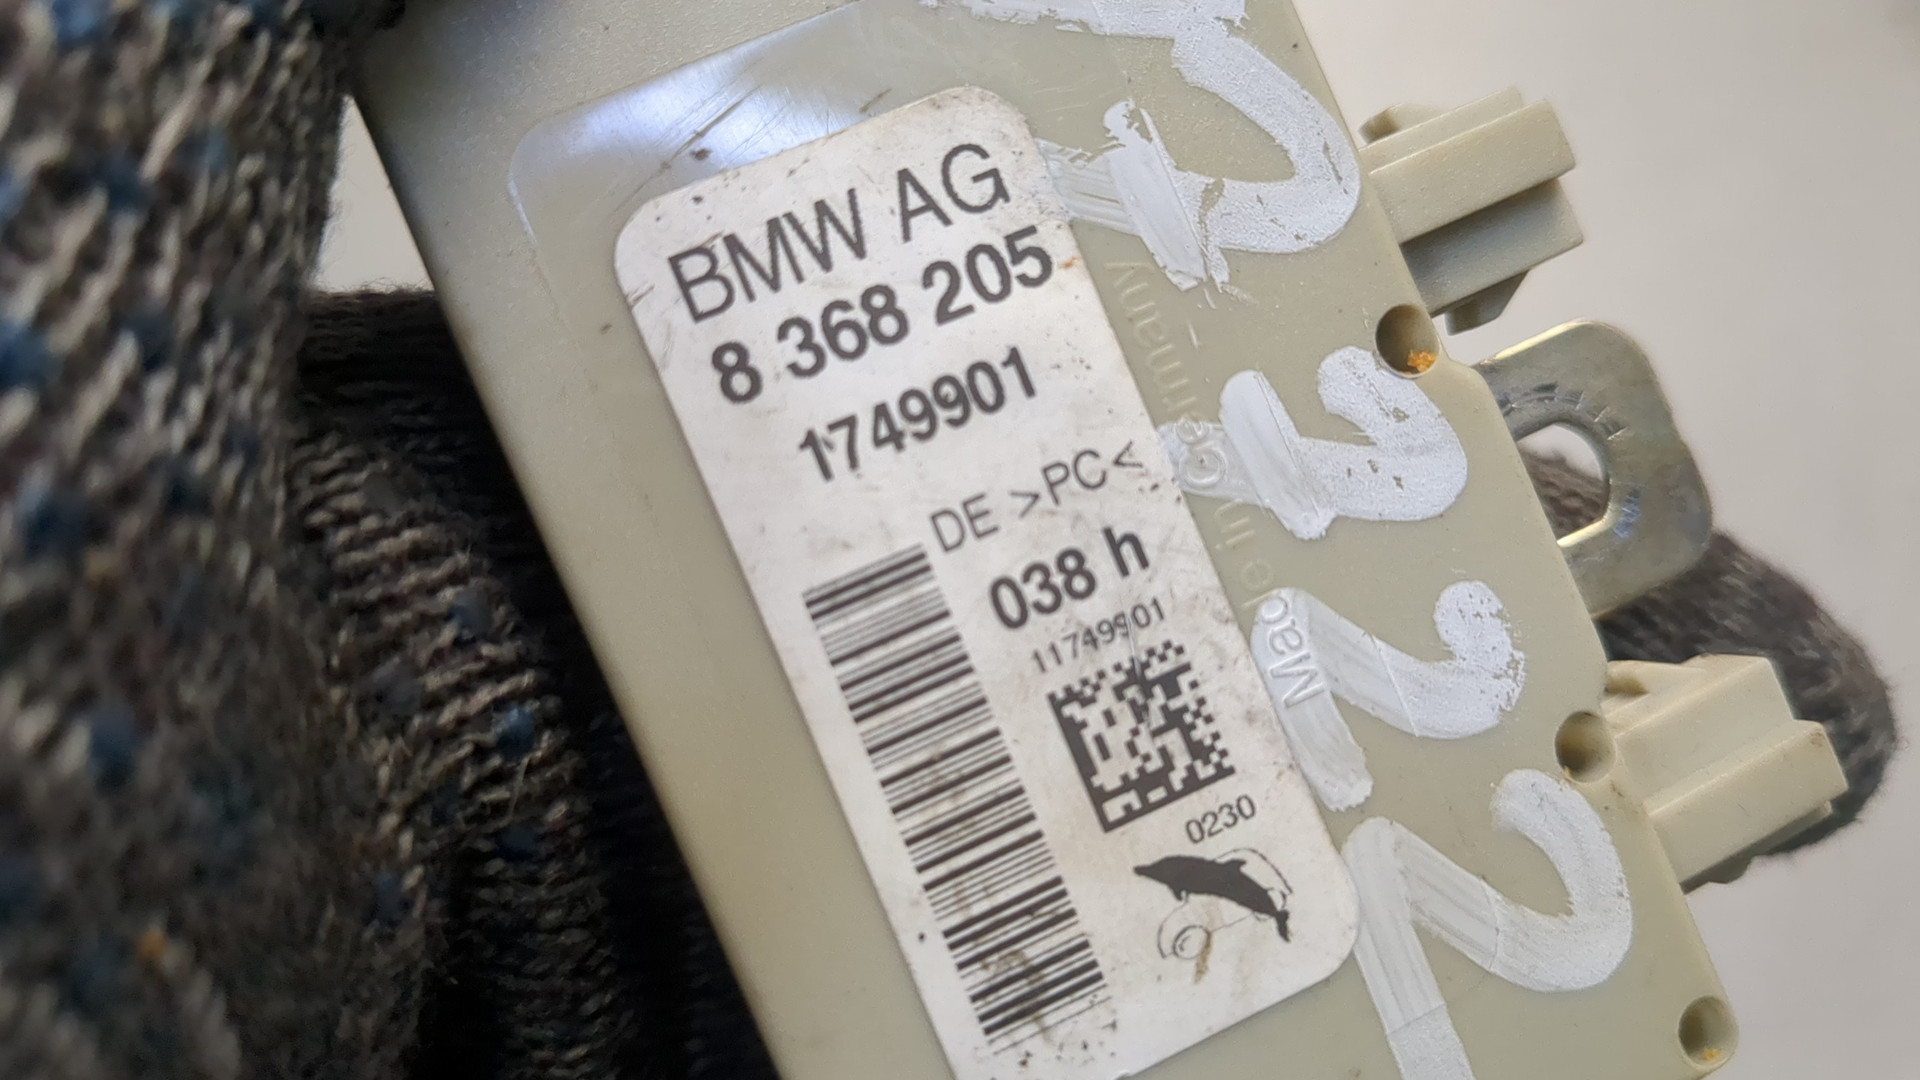 BMW AG
8 368 205
1749901
DE >PC<
038 h
11749901
0230
Made in Germany